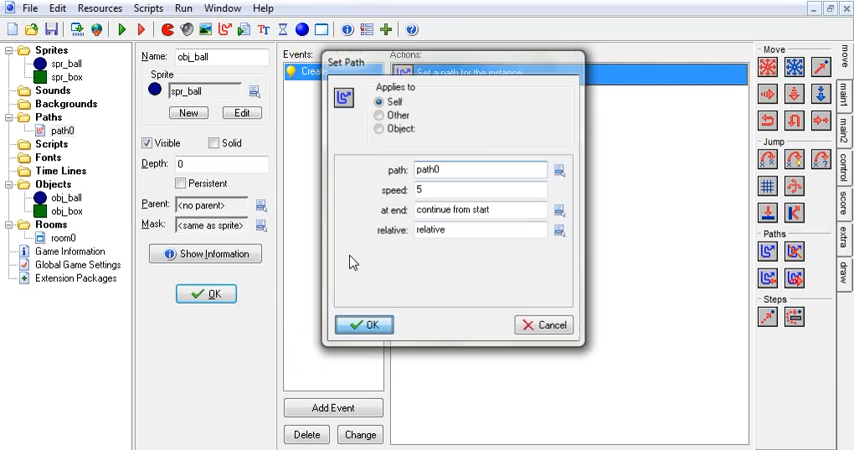 File Edit Resources Scripts Run Window Help
Sprites
spr_ball
spr_box
Sounds
Backgrounds
Paths
path0
Scripts
Fonts
Time Lines
Objects
obj_ball
obj_box
Rooms
room0
Game Information
Global Game Settings
Extension Packages
Name: obj_ball
Sprite
spr_ball
New Edit
Visible Solid
Depth: 0
Persistent
Parent: <no parent>
Mask: <same as sprite>
Show Information
OK
Events:
Create
Add Event
Delete Change
Actions:
Set a path for the instance
Set Path
Applies to
Self
Other
Object:
path: path0
speed: 5
at end: continue from start
relative: relative
OK Cancel
Move
Jump
Paths
Steps
move
main1
main2
control
score
extra
draw